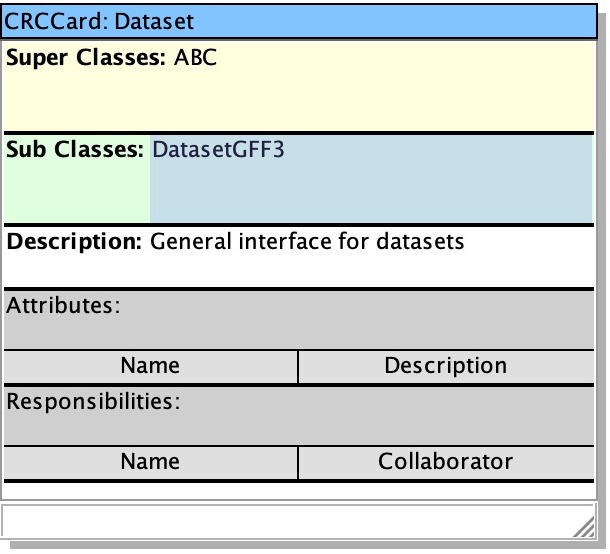 CRCCard: Dataset
Super Classes: ABC
Sub Classes: DatasetGFF3
Description: General interface for datasets
Attributes:
Name Description
Responsibilities:
Name Collaborator